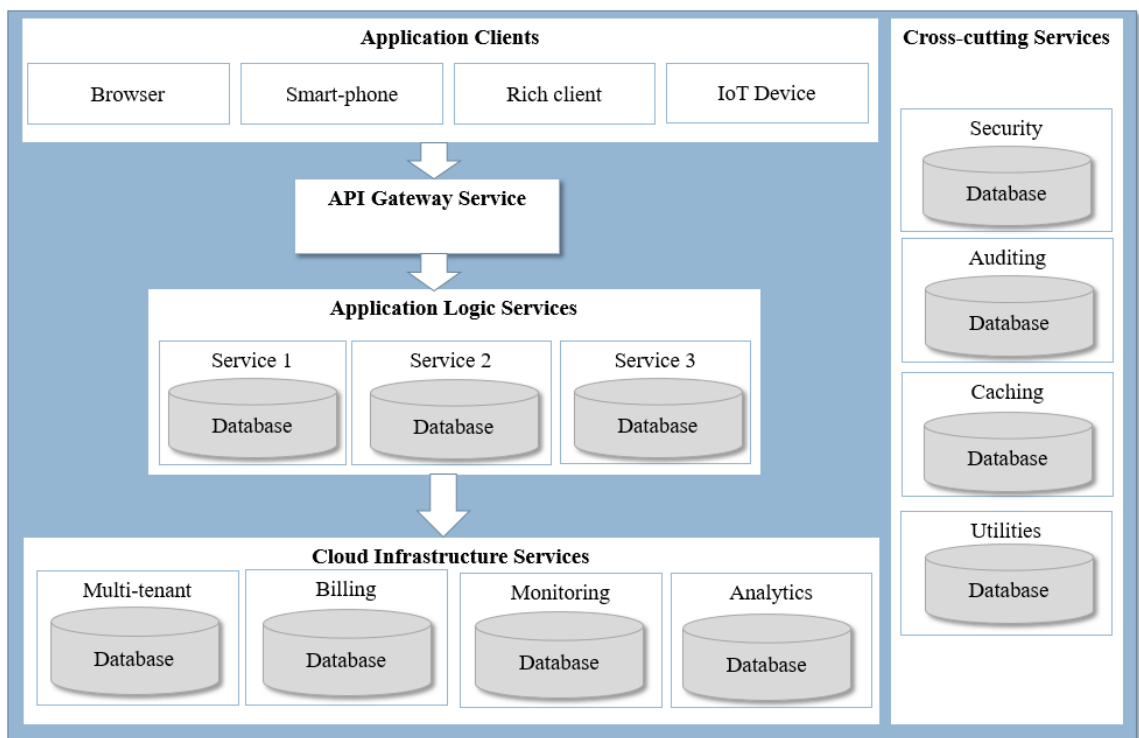 Application Clients
Browser
Smart-phone
Rich client
IoT Device
API Gateway Service
Application Logic Services
Service 1
Database
Service 2
Database
Service 3
Database
Cloud Infrastructure Services
Multi-tenant
Database
Billing
Database
Monitoring
Database
Analytics
Database
Cross-cutting Services
Security
Database
Auditing
Database
Caching
Database
Utilities
Database